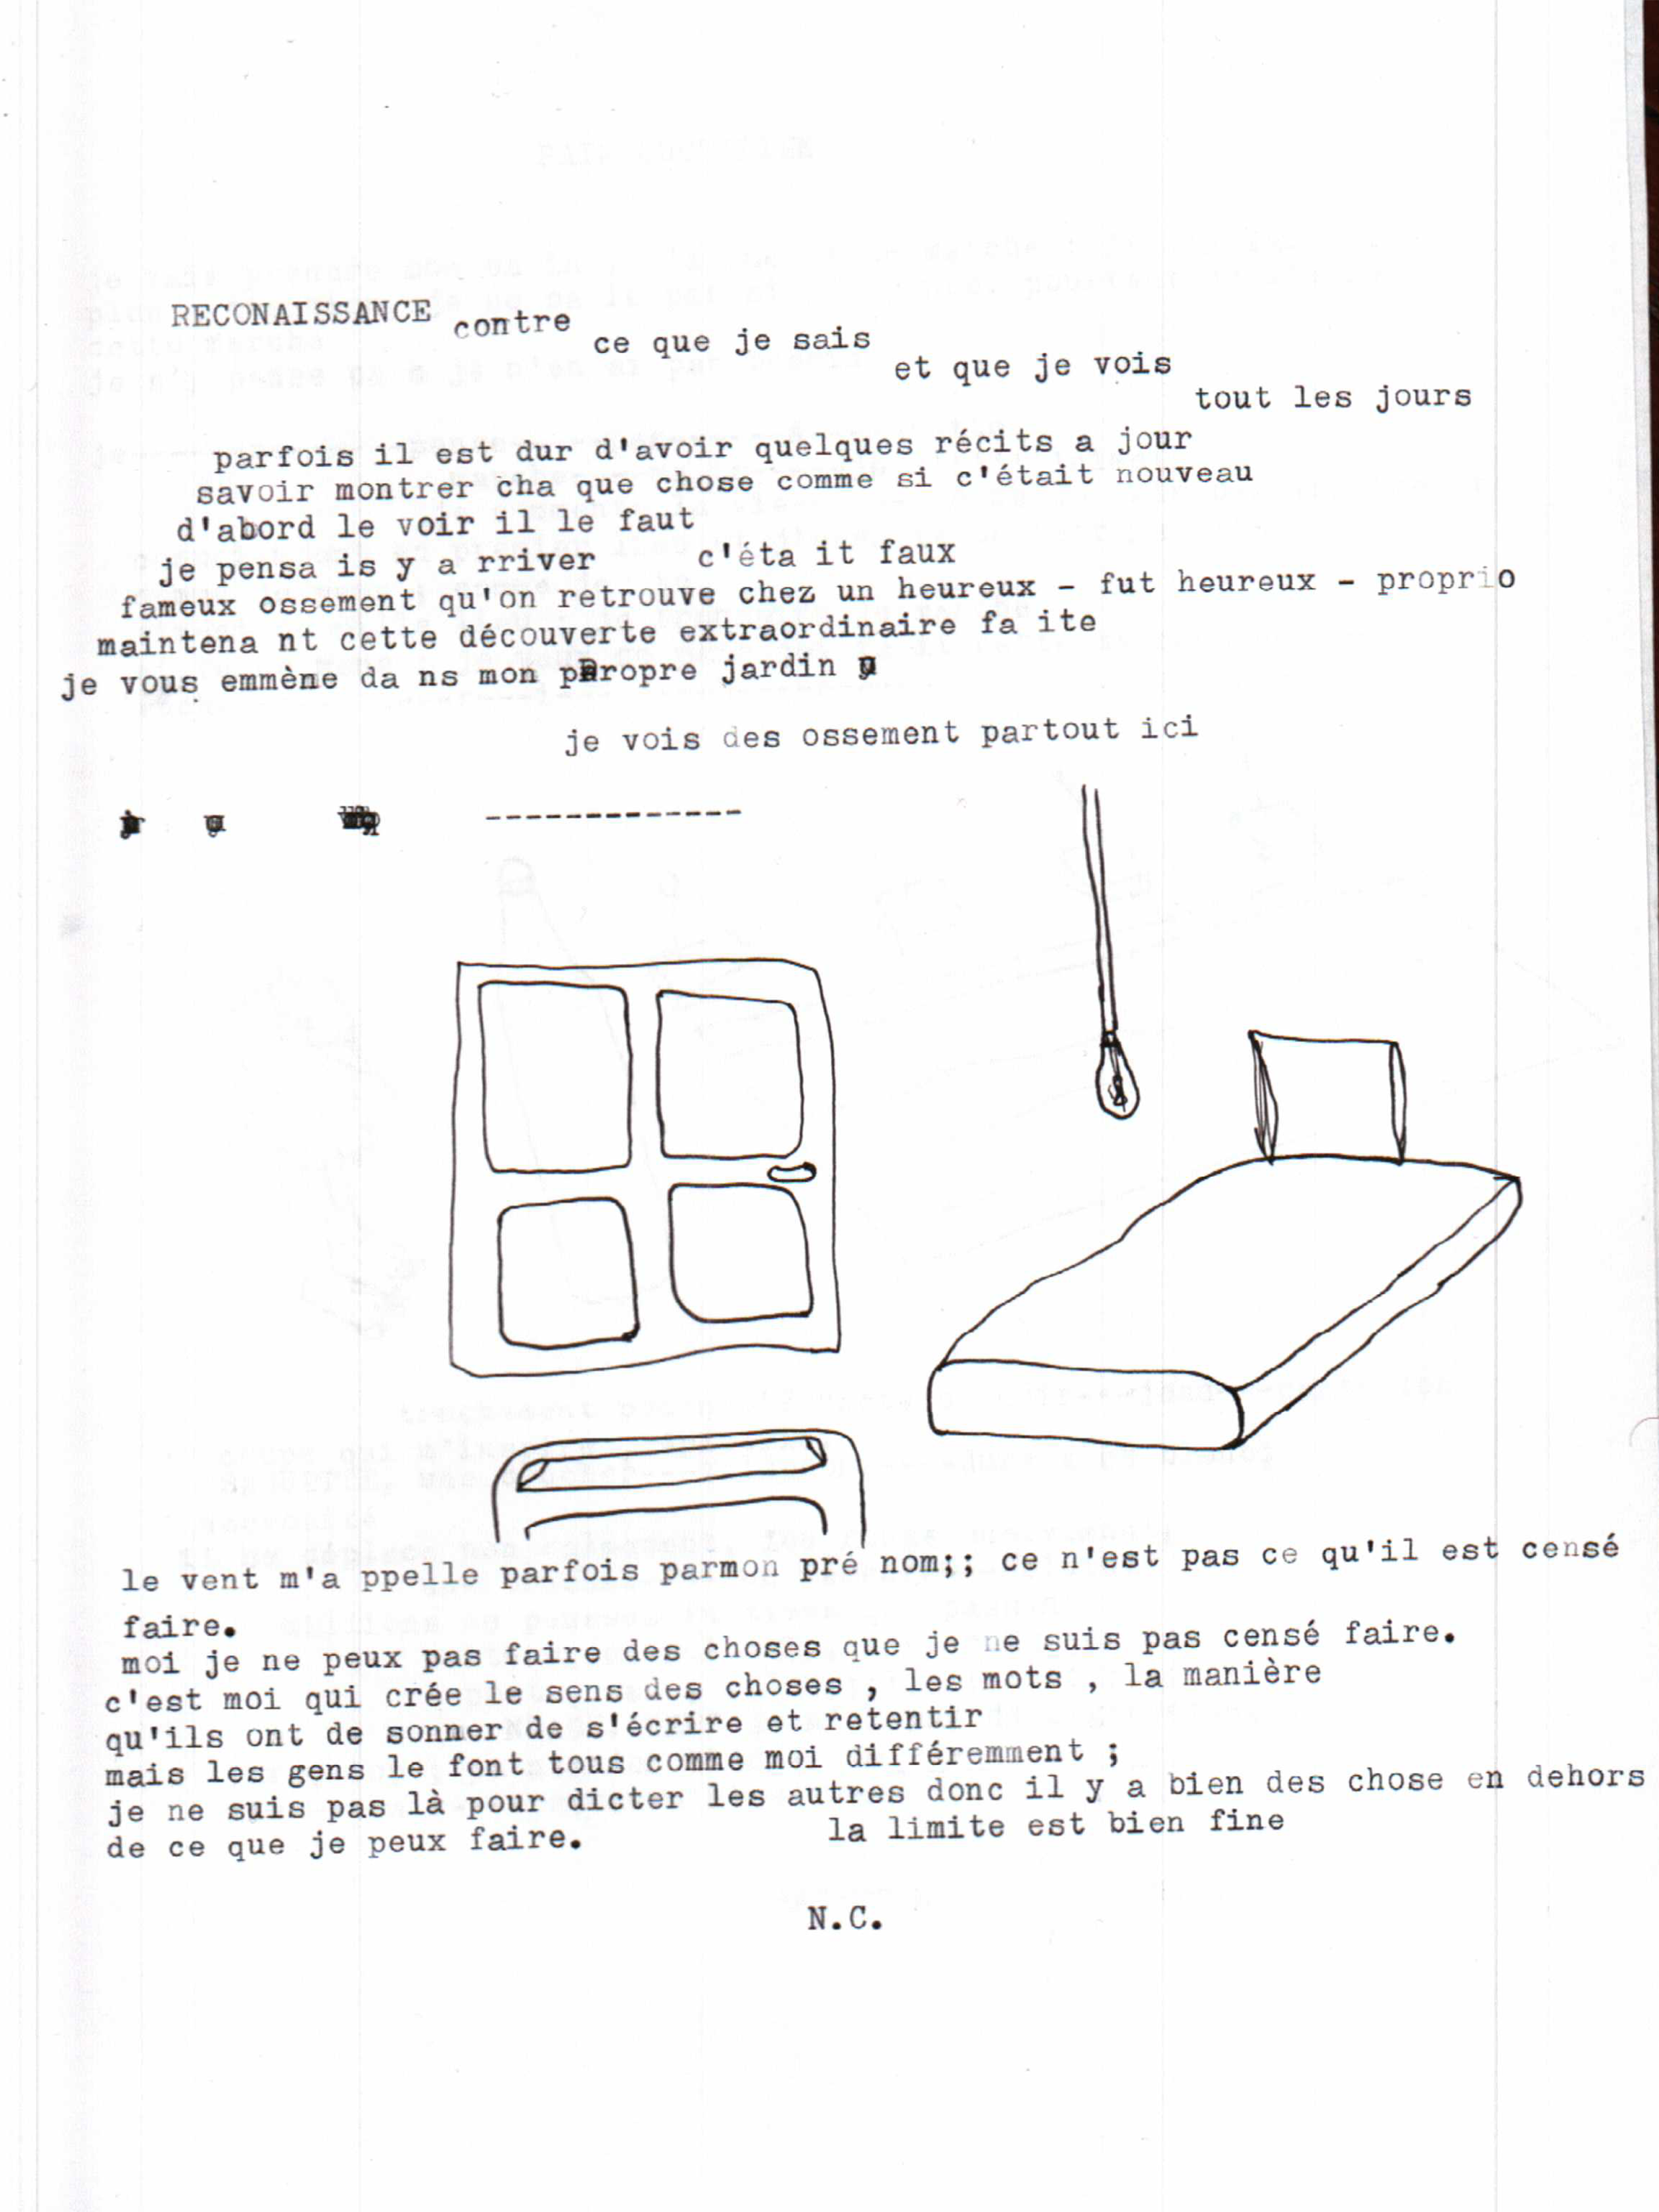 RECONAISSANCE contre ce que je sais et que je vois tout les jours
parfois il est dur d'avoir quelques récits a jour
savoir montrer cha que chose comme si c'était nouveau
d'abord le voir il le faut
je pensa is y a rriver c'éta it faux
fameux ossement qu'on retrouve chez un heureux - fut heureux - proprio
maintena nt cette découverte extraordinaire fa ite
je vous emmène da ns mon propre jardin
je vois des ossement partout ici
-------------
le vent m'a ppelle parfois parmon pré nom;; ce n'est pas ce qu'il est censé
faire.
moi je ne peux pas faire des choses que je ne suis pas censé faire.
c'est moi qui crée le sens des choses , les mots , la manière
qu'ils ont de sonner de s'écrire et retentir
mais les gens le font tous comme moi différemment ;
je ne suis pas là pour dicter les autres donc il y a bien des chose en dehors
de ce que je peux faire. la limite est bien fine
N.C.